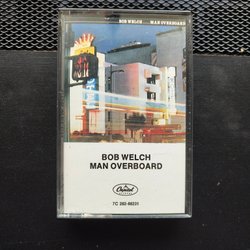 BOB WELCH MAN OVERBOARD
BOB WELCH
MAN OVERBOARD
Capitol
7C 262-86231